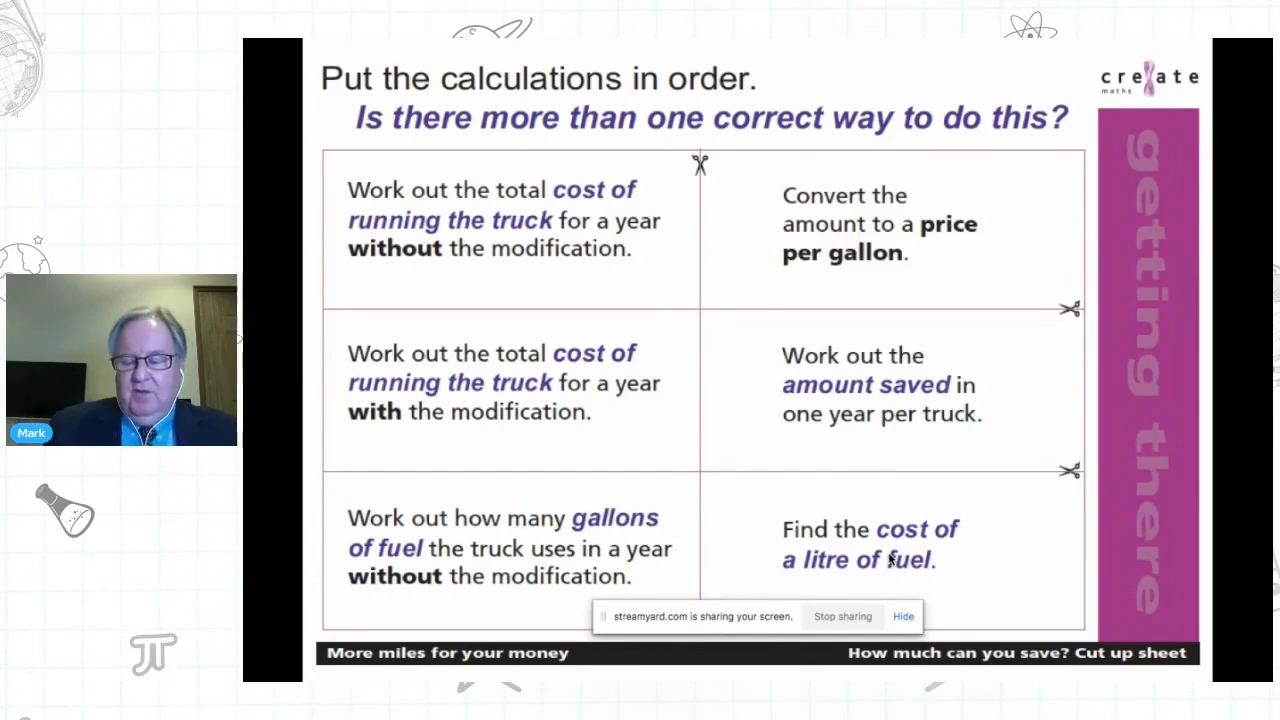 Put the calculations in order.
Is there more than one correct way to do this?
cre/ate
maths
Work out the total cost of
running the truck for a year
without the modification.
Convert the
amount to a price
per gallon.
Work out the total cost of
running the truck for a year
with the modification.
Work out the
amount saved in
one year per truck.
Work out how many gallons
of fuel the truck uses in a year
without the modification.
Find the cost of
a litre of fuel.
getting there
streamyard.com is sharing your screen. Stop sharing Hide
More miles for your money
How much can you save? Cut up sheet
Mark